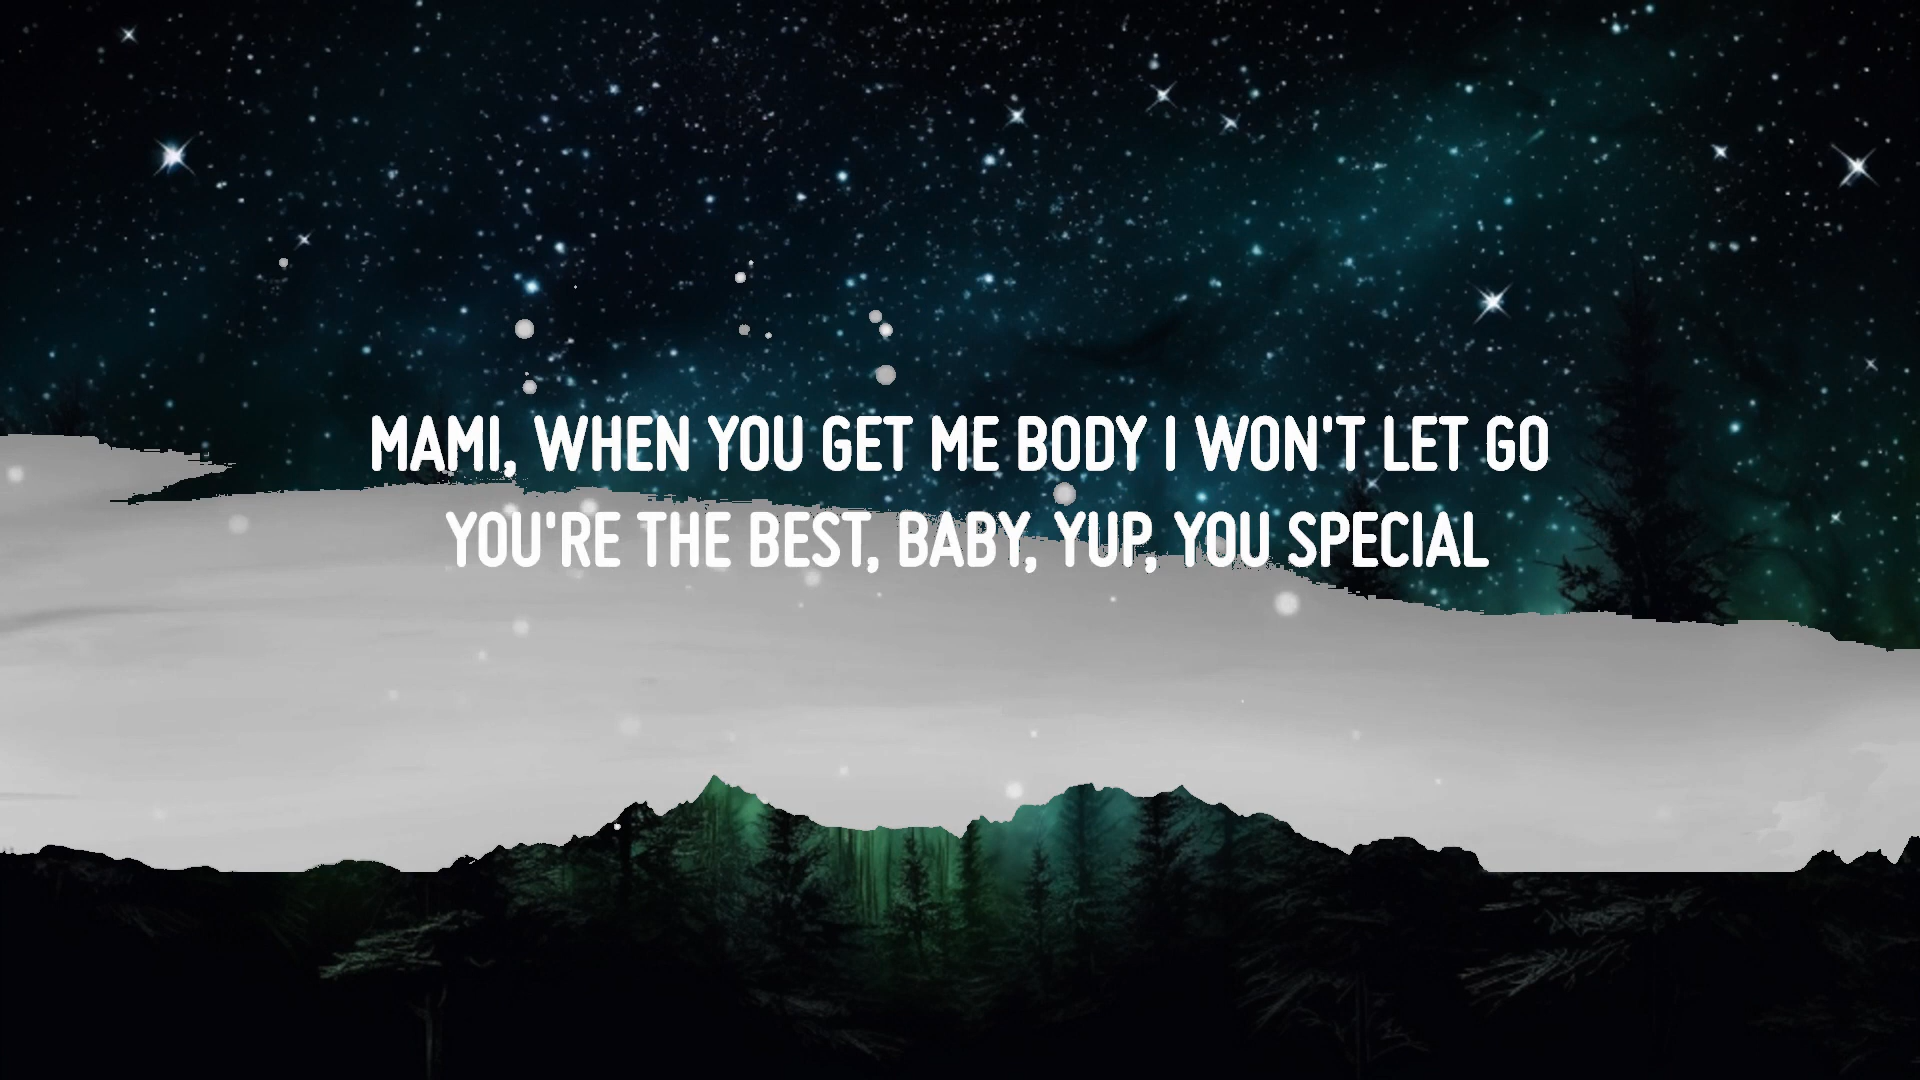 MAMI, WHEN YOU GET ME BODY I WON'T LET GO
YOU'RE THE BEST, BABY, YUP, YOU SPECIAL